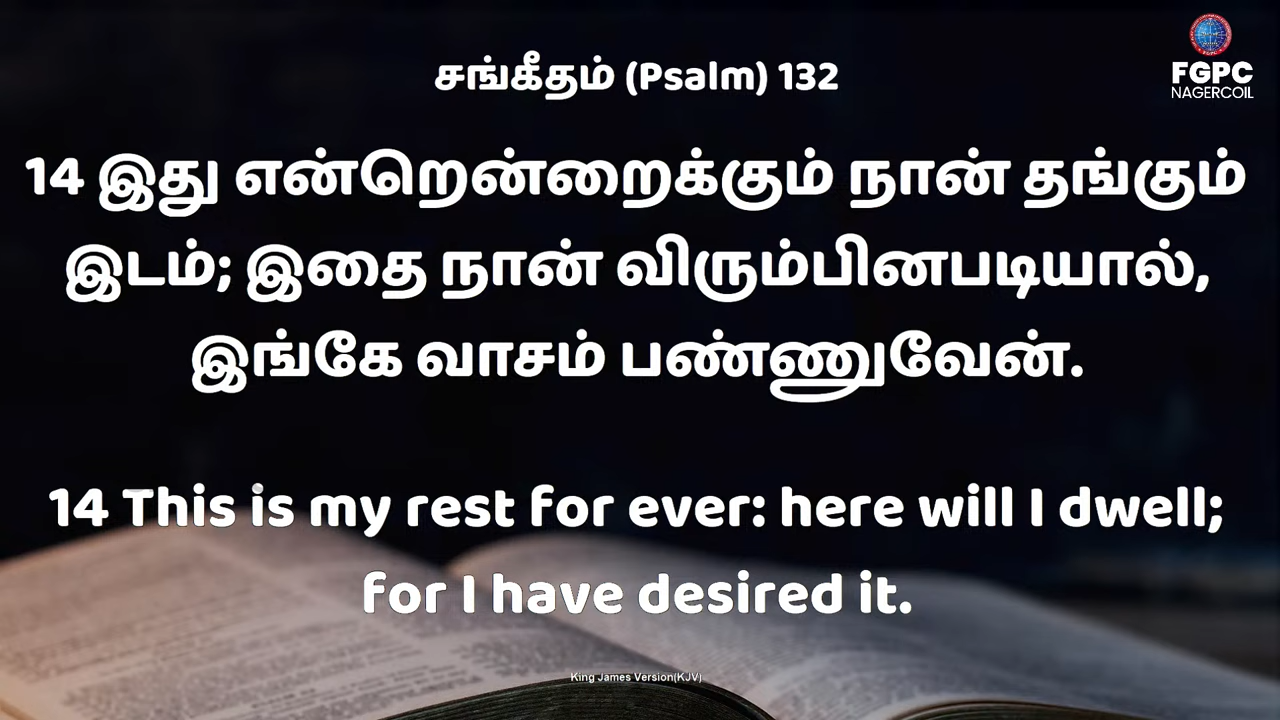 FGPC
NAGERCOIL
சங்கீதம் (Psalm) 132
14 இது என்றென்றைக்கும் நான் தங்கும்
இடம்; இதை நான் விரும்பினபடியால்,
இங்கே வாசம் பண்ணுவேன்.
14 This is my rest for ever: here will I dwell;
for I have desired it.
King James Version(KJV)